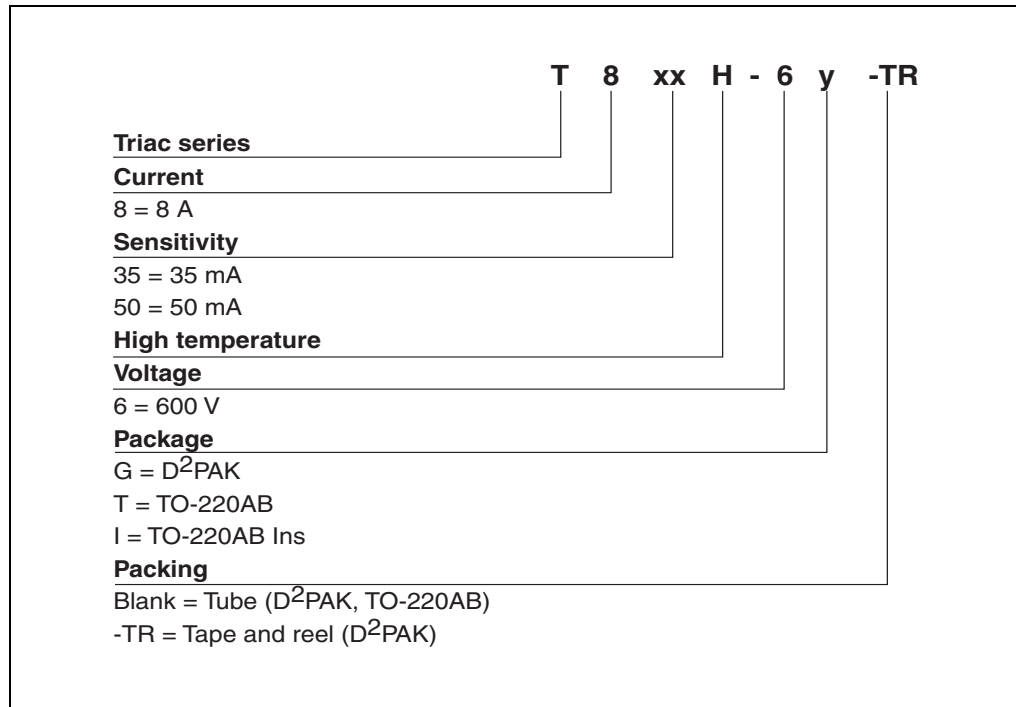 T 8 xx H - 6 y -TR
Triac series
Current
8 = 8 A
Sensitivity
35 = 35 mA
50 = 50 mA
High temperature
Voltage
6 = 600 V
Package
G = D²PAK
T = TO-220AB
I = TO-220AB Ins
Packing
Blank = Tube (D²PAK, TO-220AB)
-TR = Tape and reel (D²PAK)